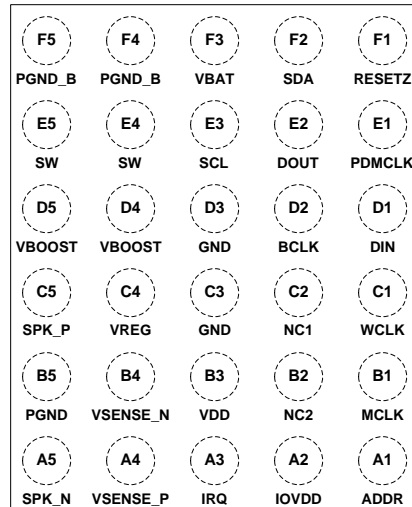 F5 F4 F3 F2 F1
PGND_B PGND_B VBAT SDA RESETZ
E5 E4 E3 E2 E1
SW SW SCL DOUT PDMCLK
D5 D4 D3 D2 D1
VBOOST VBOOST GND BCLK DIN
C5 C4 C3 C2 C1
SPK_P VREG GND NC1 WCLK
B5 B4 B3 B2 B1
PGND VSENSE_N VDD NC2 MCLK
A5 A4 A3 A2 A1
SPK_N VSENSE_P IRQ IOVDD ADDR